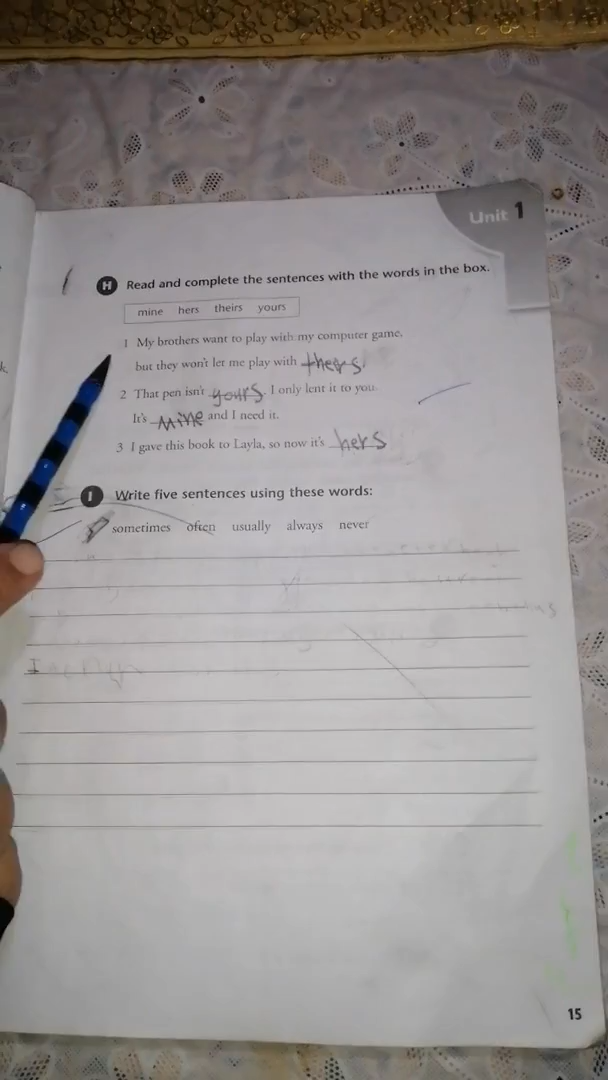 Unit 1
H Read and complete the sentences with the words in the box.
mine hers theirs yours
1 My brothers want to play with my computer game,
but they won't let me play with thers.
2 That pen isn't yours. I only lent it to you.
It's Mine and I need it.
3 I gave this book to Layla, so now it's hers
I Write five sentences using these words:
sometimes often usually always never
15